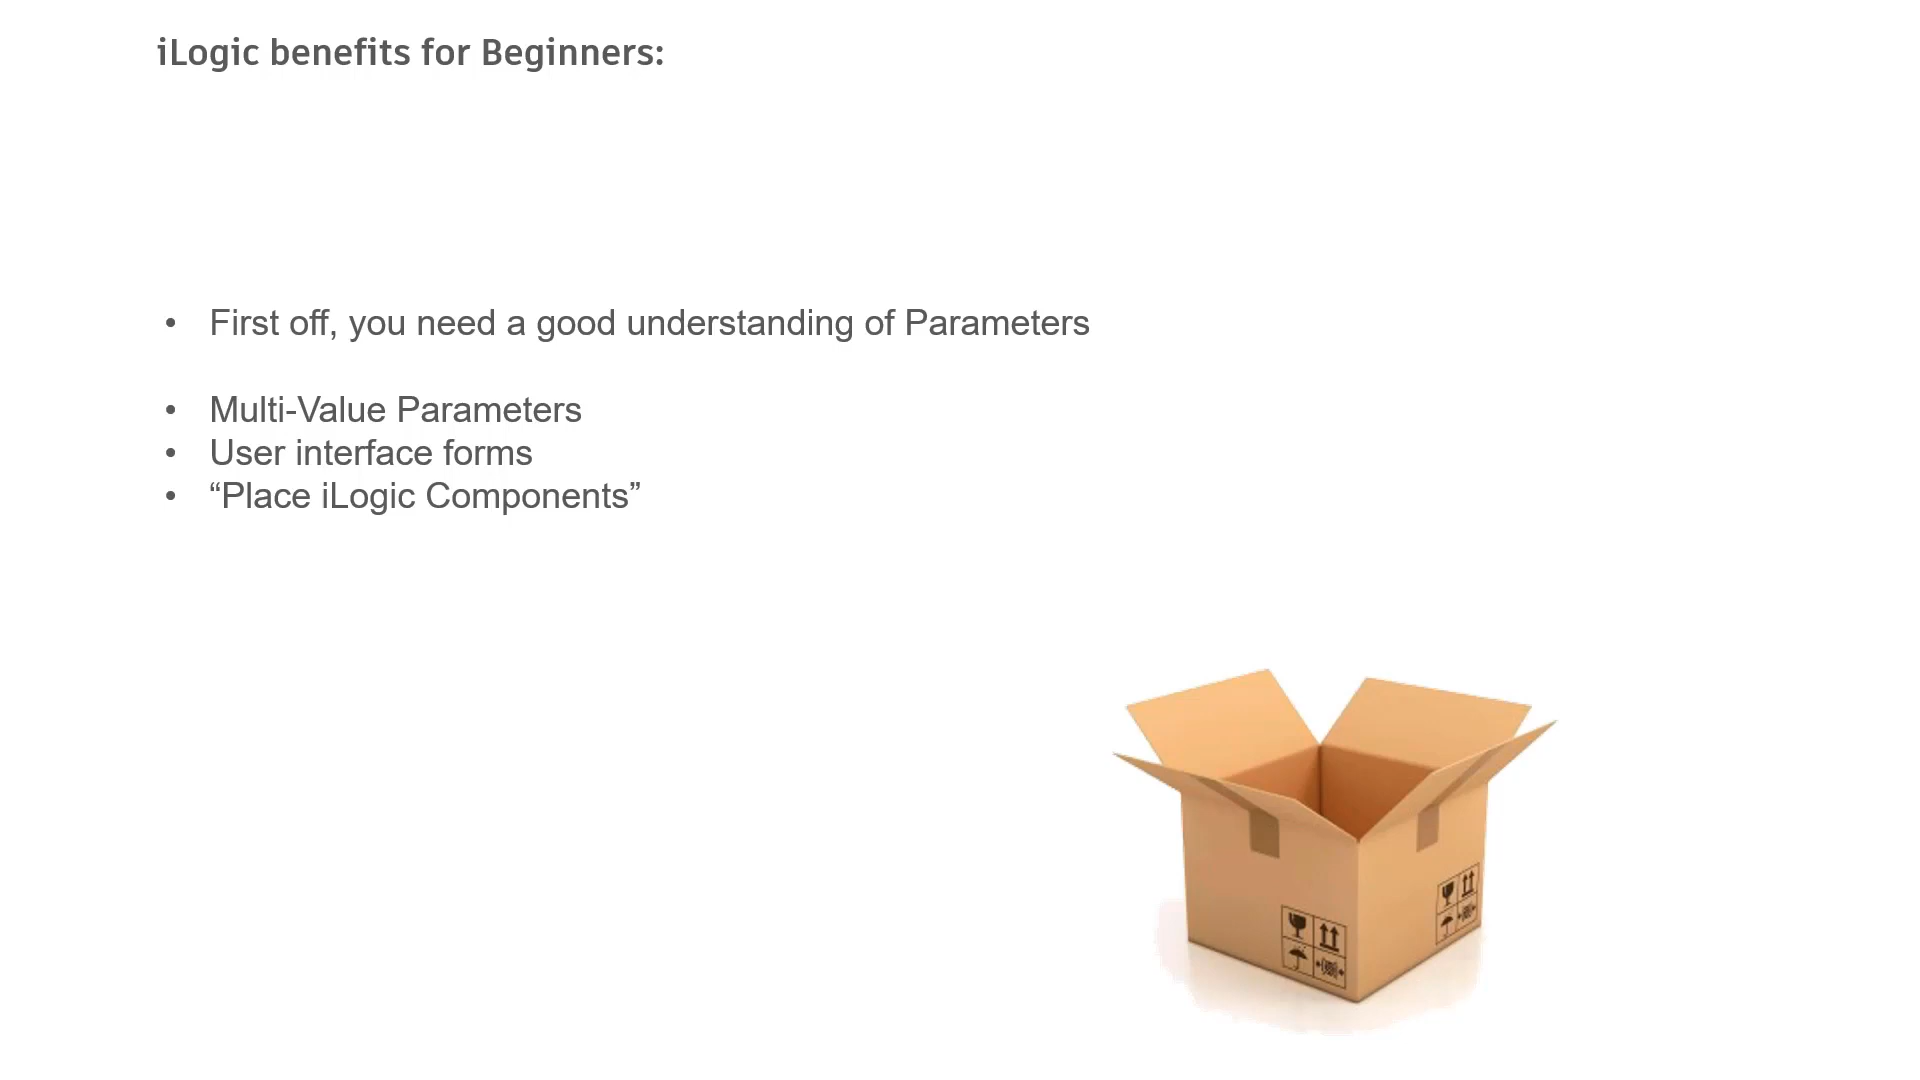 iLogic benefits for Beginners:
• First off, you need a good understanding of Parameters
• Multi-Value Parameters
• User interface forms
• “Place iLogic Components”